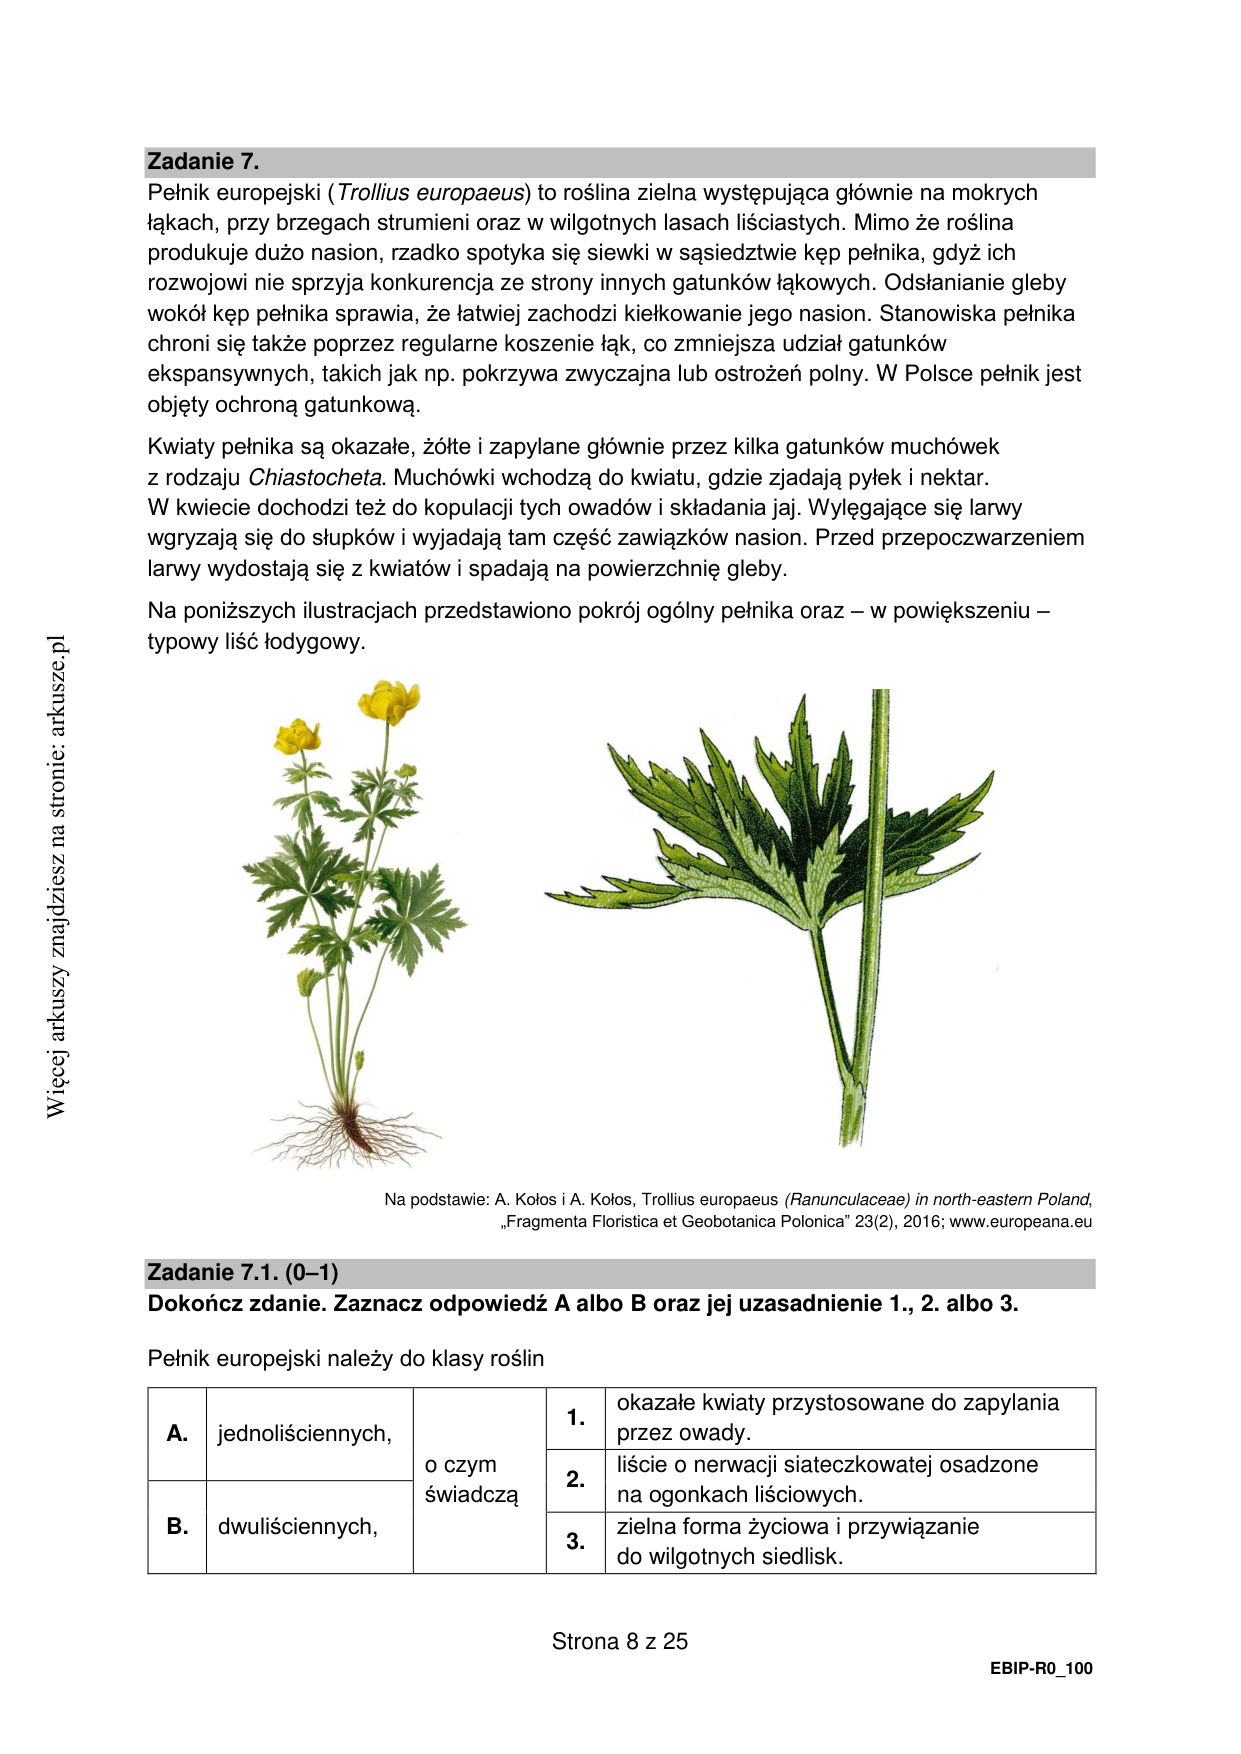 Zadanie 7.
Pełnik europejski (Trollius europaeus) to roślina zielna występująca głównie na mokrych
łąkach, przy brzegach strumieni oraz w wilgotnych lasach liściastych. Mimo że roślina
produkuje dużo nasion, rzadko spotyka się siewki w sąsiedztwie kęp pełnika, gdyż ich
rozwojowi nie sprzyja konkurencja ze strony innych gatunków łąkowych. Odsłanianie gleby
wokół kęp pełnika sprawia, że łatwiej zachodzi kiełkowanie jego nasion. Stanowiska pełnika
chroni się także poprzez regularne koszenie łąk, co zmniejsza udział gatunków
ekspansywnych, takich jak np. pokrzywa zwyczajna lub ostrożeń polny. W Polsce pełnik jest
objęty ochroną gatunkową.
Kwiaty pełnika są okazałe, żółte i zapylane głównie przez kilka gatunków muchówek
z rodzaju Chiastocheta. Muchówki wchodzą do kwiatu, gdzie zjadają pyłek i nektar.
W kwiecie dochodzi też do kopulacji tych owadów i składania jaj. Wylęgające się larwy
wgryzają się do słupków i wyjadają tam część zawiązków nasion. Przed przepoczwarzeniem
larwy wydostają się z kwiatów i spadają na powierzchnię gleby.
Na poniższych ilustracjach przedstawiono pokrój ogólny pełnika oraz – w powiększeniu –
typowy liść łodygowy.
Na podstawie: A. Kołos i A. Kołos, Trollius europaeus (Ranunculaceae) in north-eastern Poland,
„Fragmenta Floristica et Geobotanica Polonica” 23(2), 2016; www.europeana.eu
Zadanie 7.1. (0–1)
Dokończ zdanie. Zaznacz odpowiedź A albo B oraz jej uzasadnienie 1., 2. albo 3.
Pełnik europejski należy do klasy roślin
A.
jednoliściennych,
B.
dwuliściennych,
o czym
świadczą
1.
okazałe kwiaty przystosowane do zapylania
przez owady.
2.
liście o nerwacji siateczkowatej osadzone
na ogonkach liściowych.
3.
zielna forma życiowa i przywiązanie
do wilgotnych siedlisk.
Strona 8 z 25
EBIP-R0_100
Więcej arkuszy znajdziesz na stronie: arkusze.pl